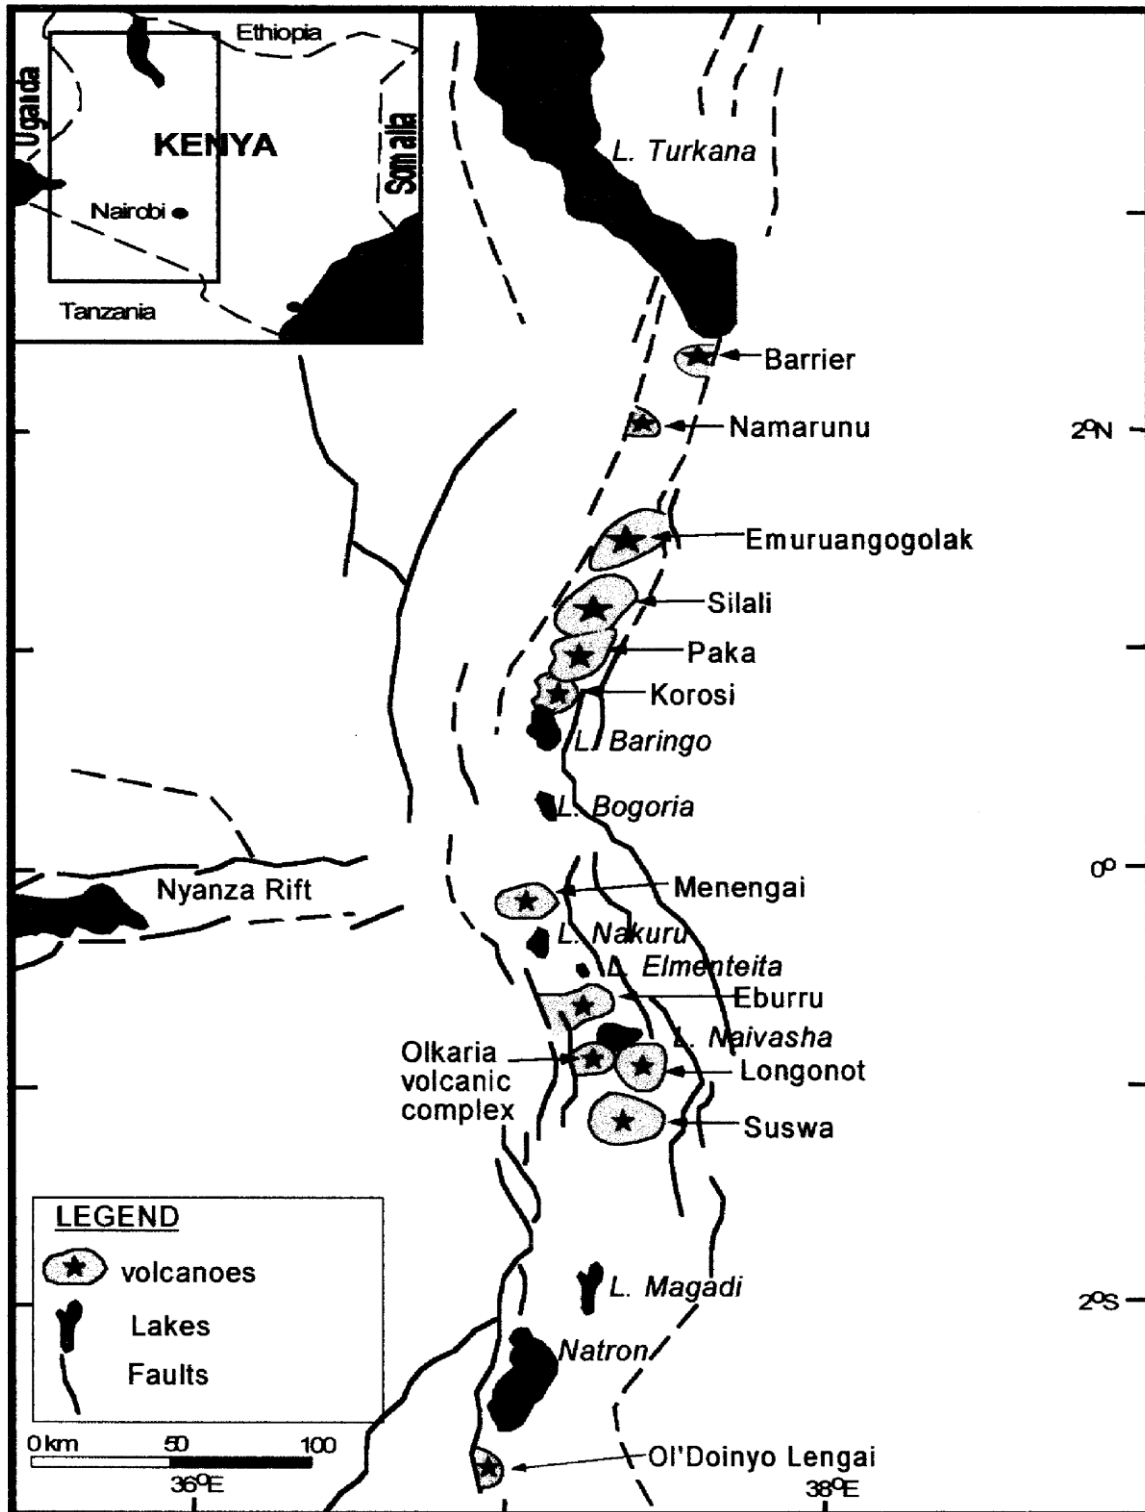 Ethiopia
Uganda
KENYA
Somalia
Nairobi
Tanzania
L. Turkana
Barrier
Namarunu
2°N
Emuruangogolak
Silali
Paka
Korosi
L. Baringo
L. Bogoria
0°
Nyanza Rift
Menengai
L. Nakuru
L. Elmenteita
Eburru
L. Naivasha
Olkaria
volcanic
complex
Longonot
Suswa
LEGEND
volcanoes
Lakes
Faults
L. Magadi
2°S
Natron
0 km 50 100
Ol'Doinyo Lengai
36°E
38°E